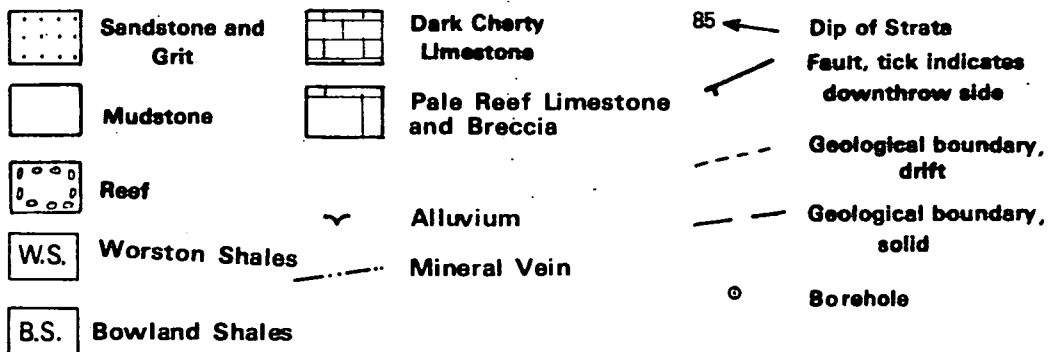 Sandstone and
Grit
Mudstone
Reef
W.S. Worston Shales
B.S. Bowland Shales
Dark Cherty
Limestone
Pale Reef Limestone
and Breccia
Alluvium
Mineral Vein
85 Dip of Strata
Fault, tick indicates
downthrow side
Geological boundary,
drift
Geological boundary,
solid
Borehole